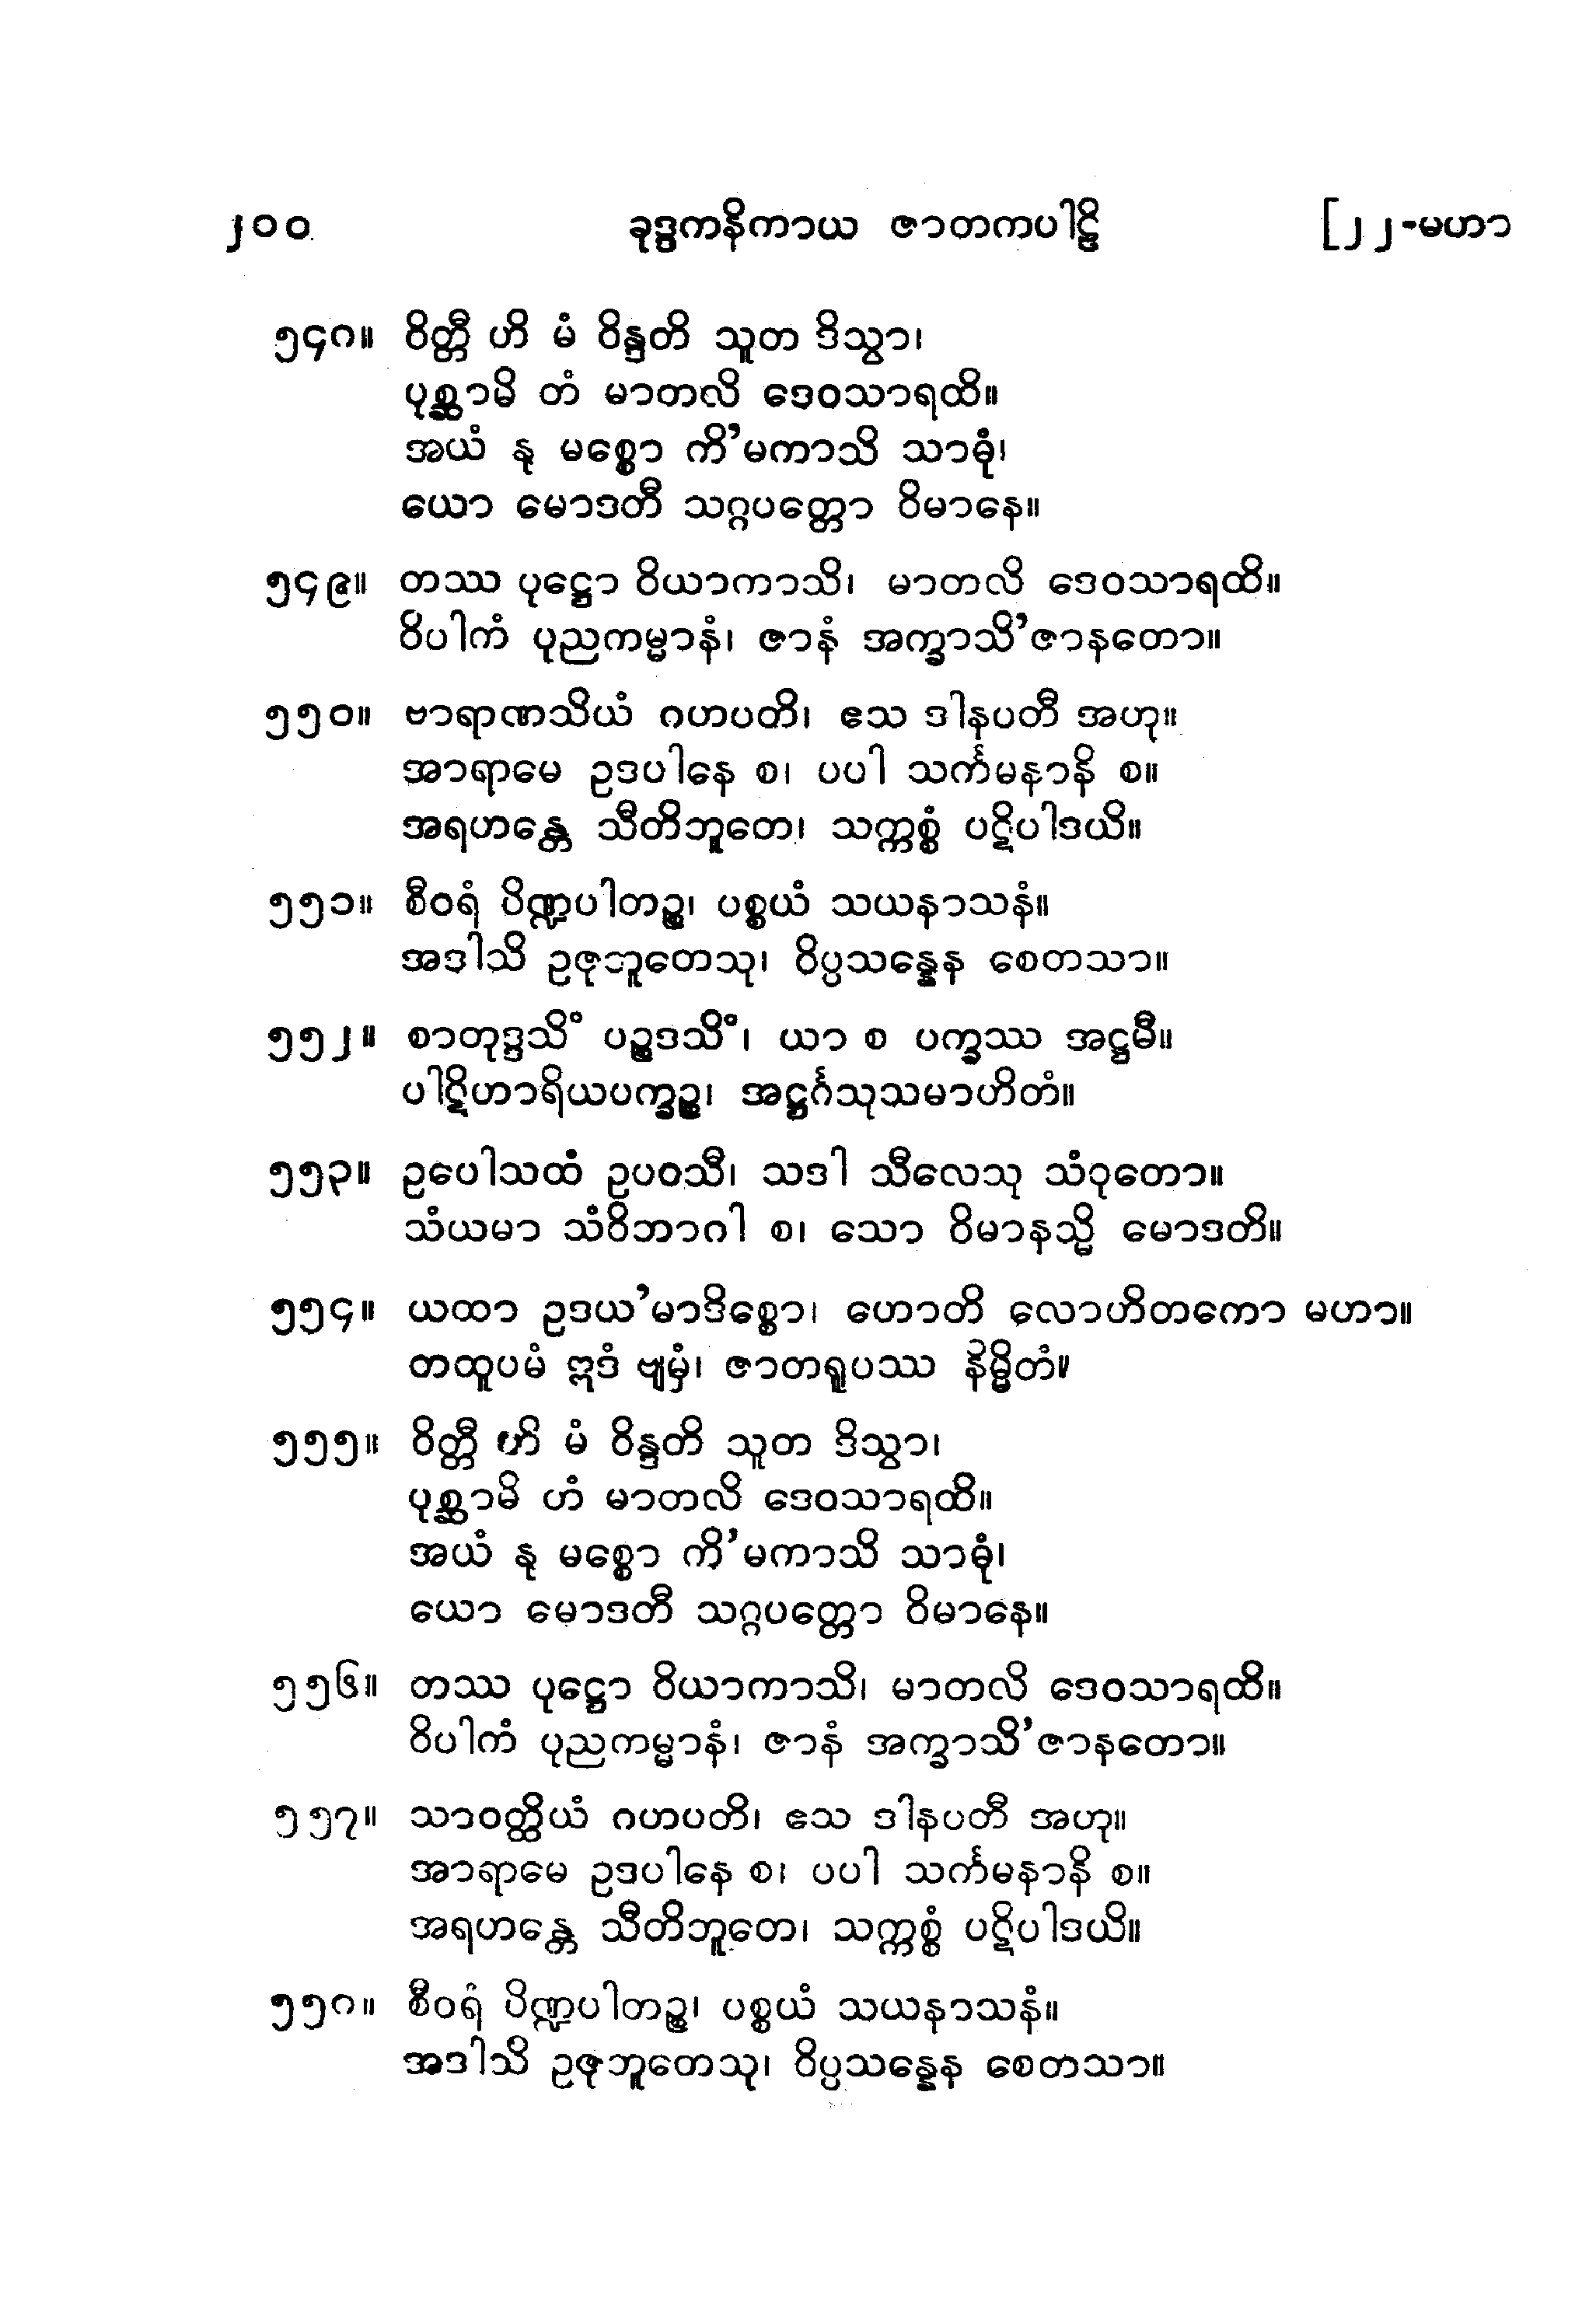 ၂၀၀ ခုဒ္ဒကနိကာယ ဇာတကပါဠိ [၂၂-မဟာ
၅၄၈။ ဝိတ္တီ ဟိ မံ ဝိန္ဒတိ သူတ ဒိသွာ၊
ပုစ္ဆာမိ တံ မာတလိ ဒေဝသာရထိ။
အယံ နု မစ္စော ကိ’မကာသိ သာဓုံ၊
ယော မောဒတီ သဂ္ဂပတ္တော ဝိမာနေ။
၅၄၉။ တဿ ပုဋ္ဌော ဝိယာကာသိ၊ မာတလိ ဒေဝသာရထိ။
ဝိပါကံ ပုညကမ္မာနံ၊ ဇာနံ အက္ခာသိ’ဇာနတော။
၅၅၀။ ဗာရာဏသိယံ ဂဟပတိ၊ ဧသ ဒါနပတီ အဟု။
အာရာမေ ဥဒပါနေ စ၊ ပပါ သင်္ကမနာနိ စ။
အရဟန္တေ သီတိဘူတေ၊ သက္ကစ္စံ ပဋိပါဒယိ။
၅၅၁။ စီဝရံ ပိဏ္ဍပါတဉ္စ၊ ပစ္စယံ သယနာသနံ။
အဒါသိ ဥဇုဘူတေသု၊ ဝိပ္ပသန္နေန စေတသာ။
၅၅၂။ စာတုဒ္ဒသိံ ပဉ္စဒသိံ၊ ယာ စ ပက္ခဿ အဋ္ဌမီ။
ပါဋိဟာရိယပက္ခဉ္စ၊ အဋ္ဌင်္ဂသုသမာဟိတံ။
၅၅၃။ ဥပေါသထံ ဥပဝသီ၊ သဒါ သီလေသု သံဝုတော။
သံယမာ သံဝိဘာဂါ စ၊ သော ဝိမာနသ္မိ မောဒတိ။
၅၅၄။ ယထာ ဥဒယ’မာဒိစ္စော၊ ဟောတိ လောဟိတကော မဟာ။
တထူပမံ ဣဒံ ဗျမှံ၊ ဇာတရူပဿ နိမ္မိတံ။
၅၅၅။ ဝိတ္တီ ဟိ မံ ဝိန္ဒတိ သူတ ဒိသွာ၊
ပုစ္ဆာမိ ဟံ မာတလိ ဒေဝသာရထိ။
အယံ နု မစ္စော ကိ’မကာသိ သာဓုံ၊
ယော မောဒတီ သဂ္ဂပတ္တော ဝိမာနေ။
၅၅၆။ တဿ ပုဋ္ဌော ဝိယာကာသိ၊ မာတလိ ဒေဝသာရထိ။
ဝိပါကံ ပုညကမ္မာနံ၊ ဇာနံ အက္ခာသိ’ဇာနတော။
၅၅၇။ သာဝတ္ထိယံ ဂဟပတိ၊ ဧသ ဒါနပတီ အဟု။
အာရာမေ ဥဒပါနေ စ၊ ပပါ သင်္ကမနာနိ စ။
အရဟန္တေ သီတိဘူတေ၊ သက္ကစ္စံ ပဋိပါဒယိ။
၅၅၈။ စီဝရံ ပိဏ္ဍပါတဉ္စ၊ ပစ္စယံ သယနာသနံ။
အဒါသိ ဥဇုဘူတေသု၊ ဝိပ္ပသန္နေန စေတသာ။